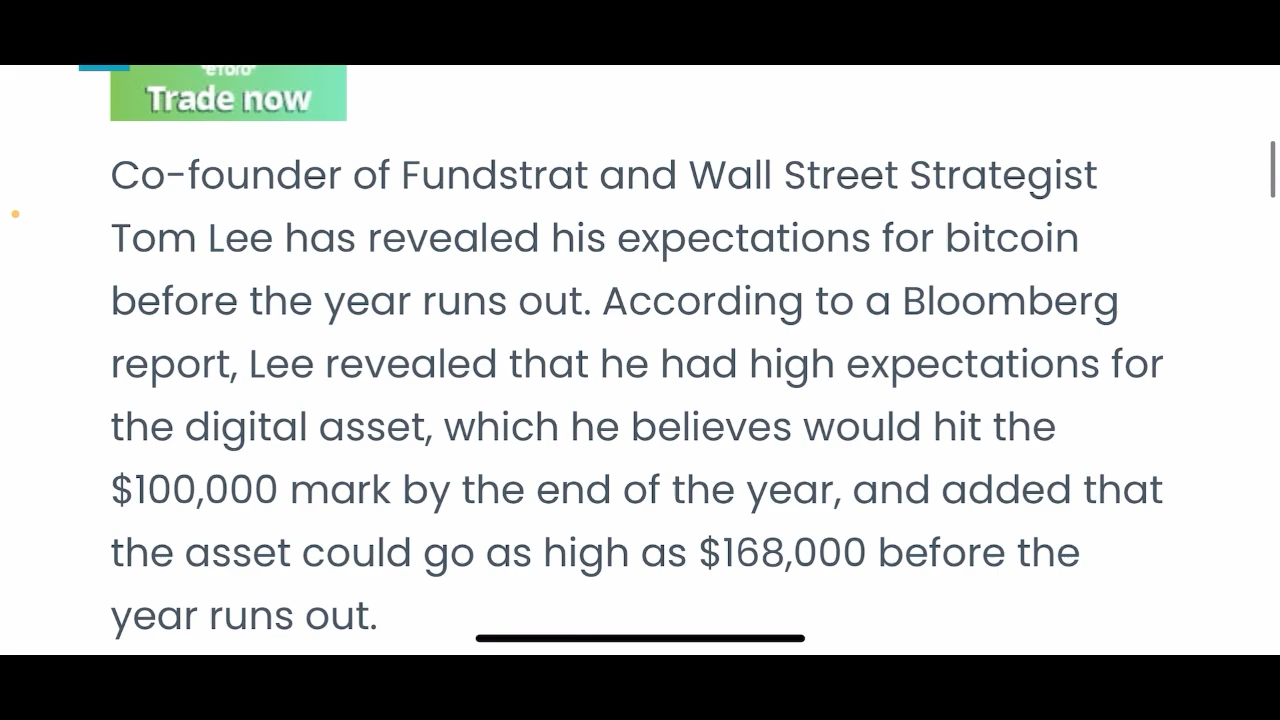 eToro
Trade now
Co-founder of Fundstrat and Wall Street Strategist
Tom Lee has revealed his expectations for bitcoin
before the year runs out. According to a Bloomberg
report, Lee revealed that he had high expectations for
the digital asset, which he believes would hit the
$100,000 mark by the end of the year, and added that
the asset could go as high as $168,000 before the
year runs out.